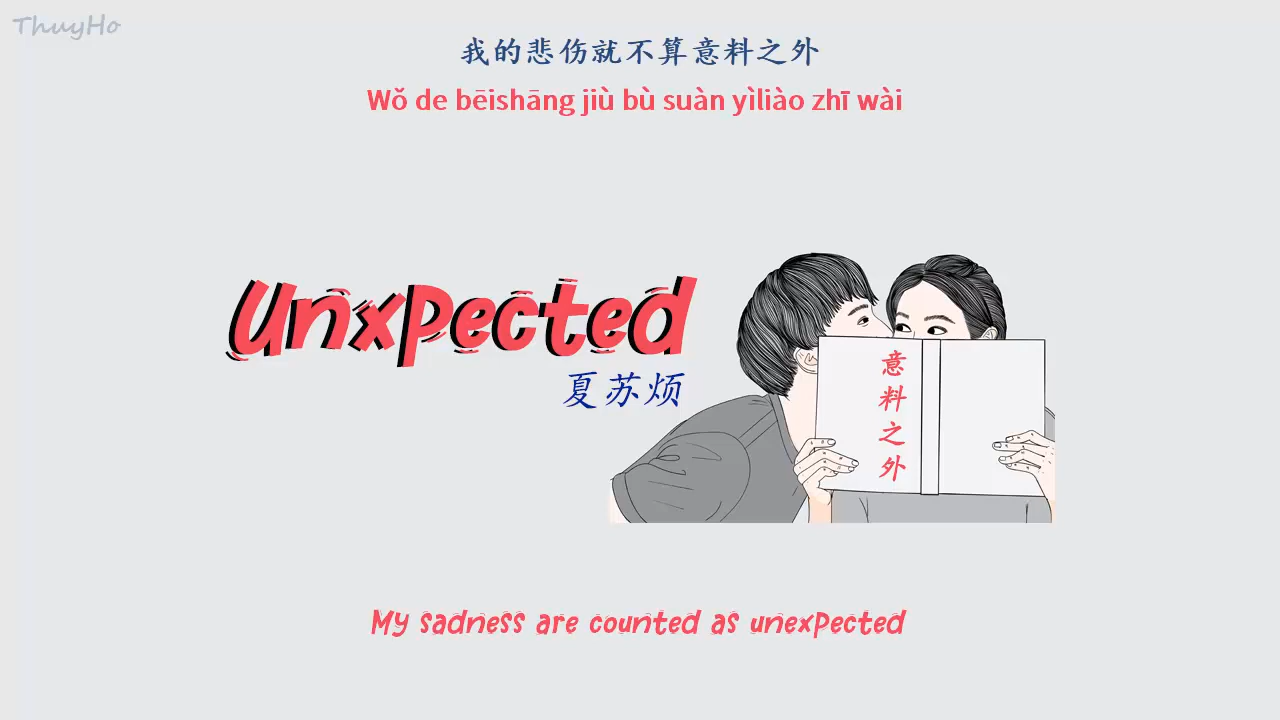 ThuyHo
我的悲伤就不算意料之外
Wǒ de bēishāng jiù bù suàn yìliào zhī wài
Unxpected
夏苏烦
意料之外
My sadness are counted as unexpected